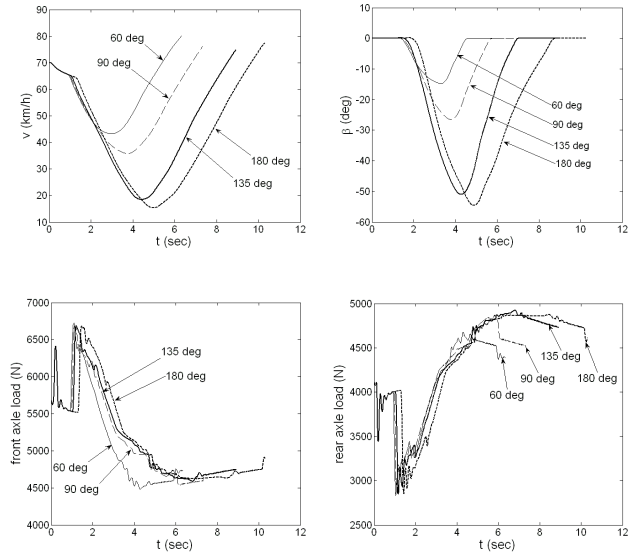 80
70
60
50
40
30
20
10
0 2 4 6 8 10 12
v (km/h)
t (sec)
60 deg
90 deg
135 deg
180 deg
10
0
-10
-20
-30
-40
-50
-60
0 2 4 6 8 10 12
β (deg)
t (sec)
60 deg
90 deg
135 deg
180 deg
7000
6500
6000
5500
5000
4500
4000
0 2 4 6 8 10 12
front axle load (N)
t (sec)
135 deg
180 deg
60 deg
90 deg
5000
4500
4000
3500
3000
2500
0 2 4 6 8 10 12
rear axle load (N)
t (sec)
135 deg
90 deg
180 deg
60 deg